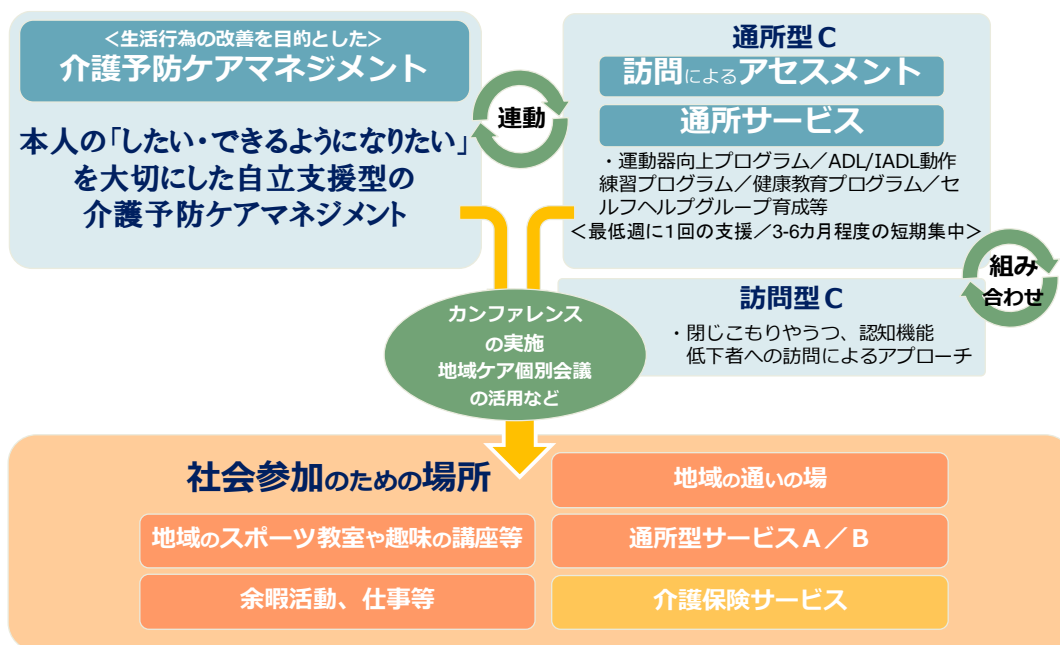 <生活行為の改善を目的とした>
介護予防ケアマネジメント
本人の「したい・できるようになりたい」
を大切にした自立支援型の
介護予防ケアマネジメント
連動
通所型C
訪問によるアセスメント
通所サービス
・運動器向上プログラム／ADL/IADL動作
練習プログラム／健康教育プログラム／セ
ルフヘルプグループ育成等
＜最低週に1回の支援／3-6カ月程度の短期集中＞
組み
合わせ
訪問型C
・閉じこもりやうつ、認知機能
低下者への訪問によるアプローチ
カンファレンス
の実施
地域ケア個別会議
の活用など
社会参加のための場所
地域の通いの場
地域のスポーツ教室や趣味の講座等
通所型サービスA／B
余暇活動、仕事等
介護保険サービス